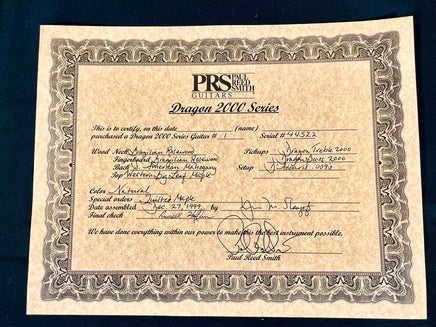 PRS PAUL REED SMITH
GUITARS
Dragon 2000 Series
This is to certify, on this date (name)
purchased a Dragon 2000 Series Guitar # 1 Serial # 44522
Wood Neck Brazilian Rosewood Pickups Dragon Treble 2000
Fingerboard Brazilian Rosewood Dragon Bass 2000
Back S. American Mahogany Setup
Top Western Big Leaf Maple
Color Natural
Special orders Quilted Maple
Date assembled Dec. 27, 1999 by
Final check
We have done everything within our power to make this the best instrument possible.
Paul Reed Smith